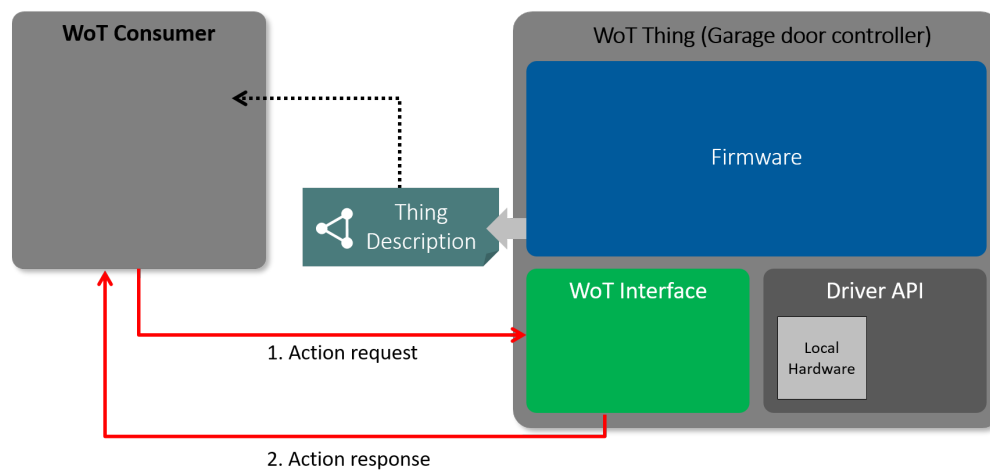 WoT Consumer
WoT Thing (Garage door controller)
Firmware
Thing
Description
WoT Interface
Driver API
Local
Hardware
1. Action request
2. Action response